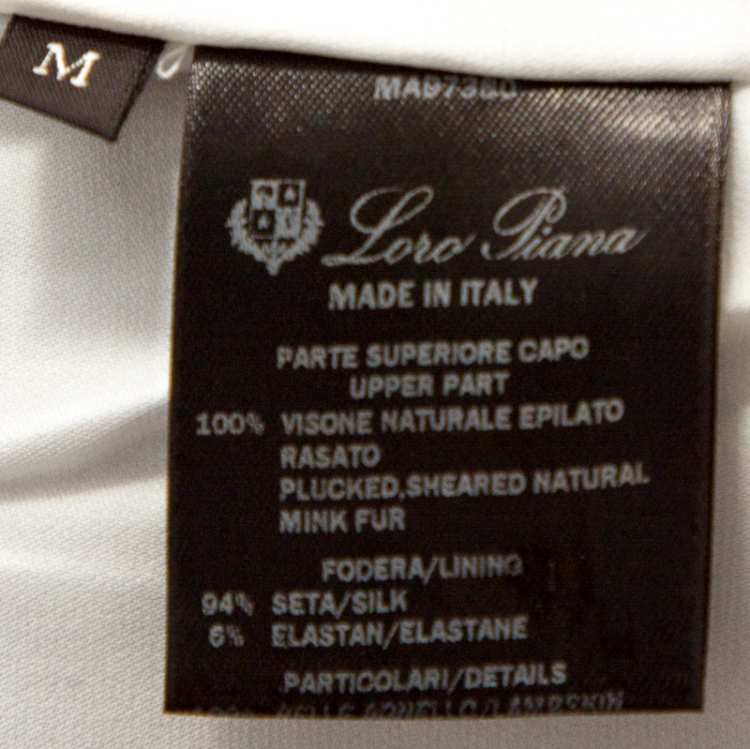 M
Loro Piana
MADE IN ITALY
PARTE SUPERIORE CAPO
UPPER PART
100% VISONE NATURALE EPILATO
RASATO
PLUCKED,SHEARED NATURAL
MINK FUR
FODERA/LINING
94% SETA/SILK
6% ELASTAN/ELASTANE
PARTICOLARI/DETAILS